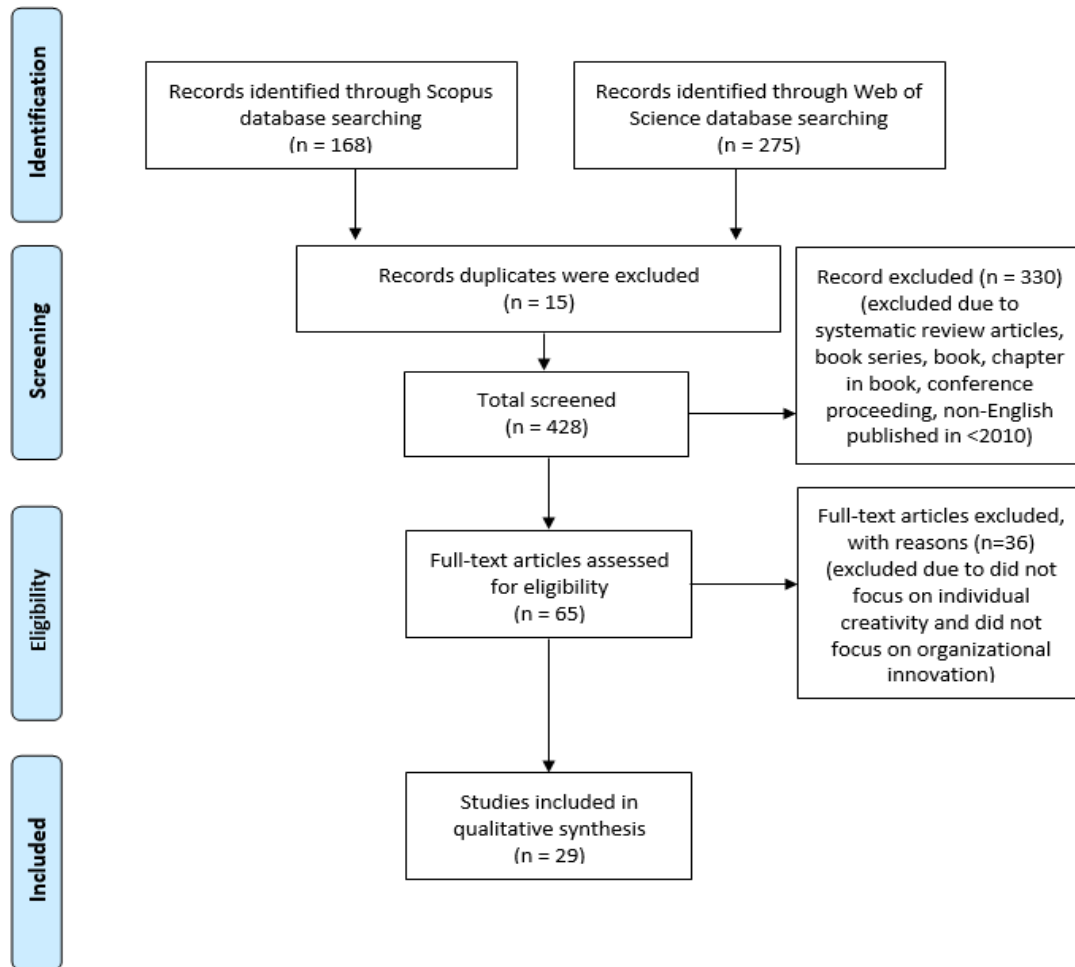 Identification
Records identified through Scopus
database searching
(n = 168)
Records identified through Web of
Science database searching
(n = 275)
Screening
Records duplicates were excluded
(n = 15)
Total screened
(n = 428)
Record excluded (n = 330)
(excluded due to
systematic review articles,
book series, book, chapter
in book, conference
proceeding, non-English
published in <2010)
Eligibility
Full-text articles assessed
for eligibility
(n = 65)
Full-text articles excluded,
with reasons (n=36)
(excluded due to did not
focus on individual
creativity and did not
focus on organizational
innovation)
Included
Studies included in
qualitative synthesis
(n = 29)